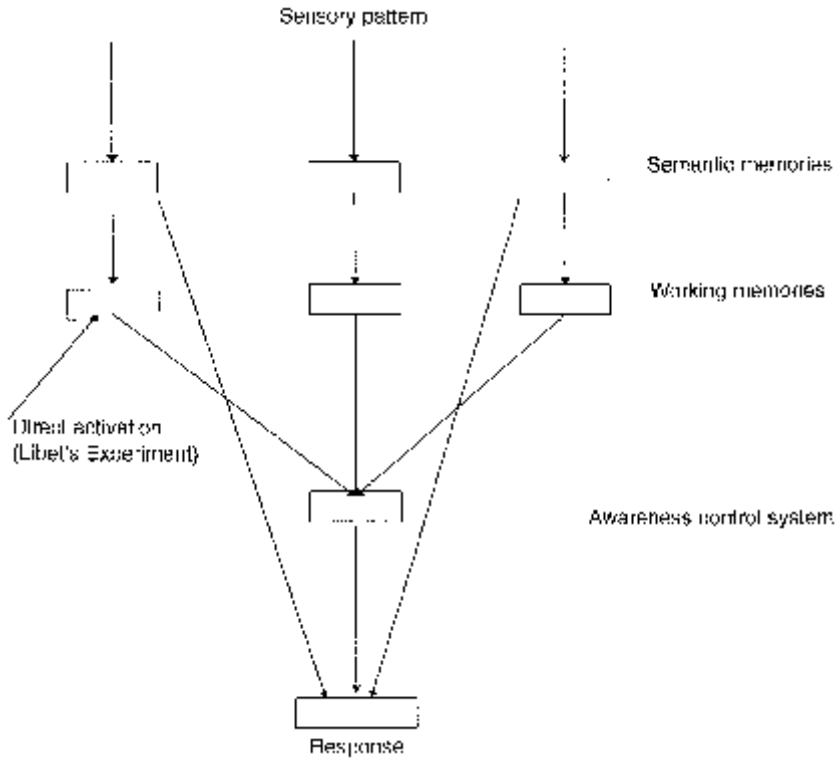 Sensory pattern
Semantic memories
Working memories
Direct activation
(Libet's Experiment)
Awareness control system
Response